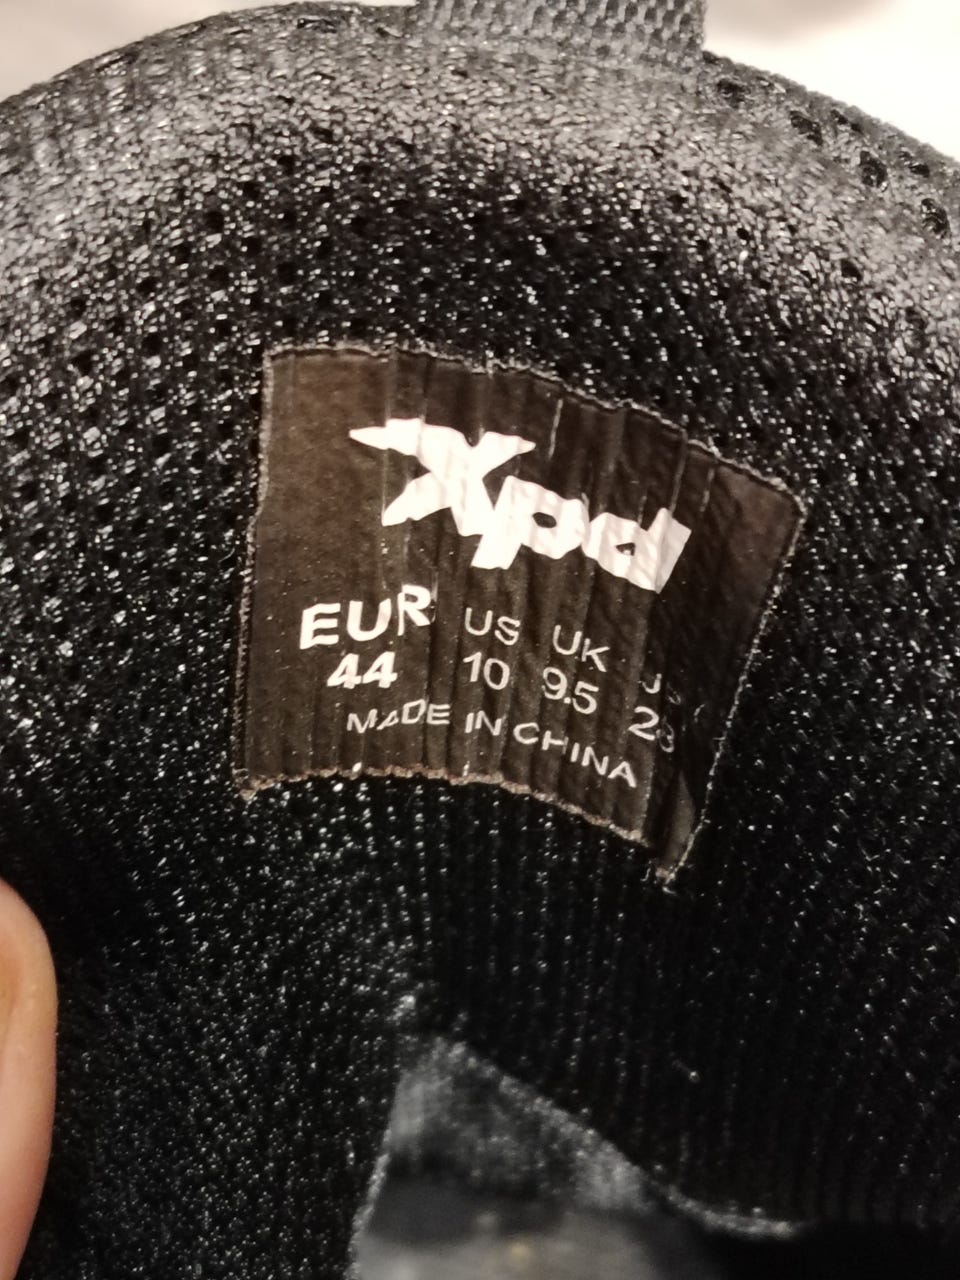 Xpd
EUR US UK
44 10 9.5
MADE IN CHINA